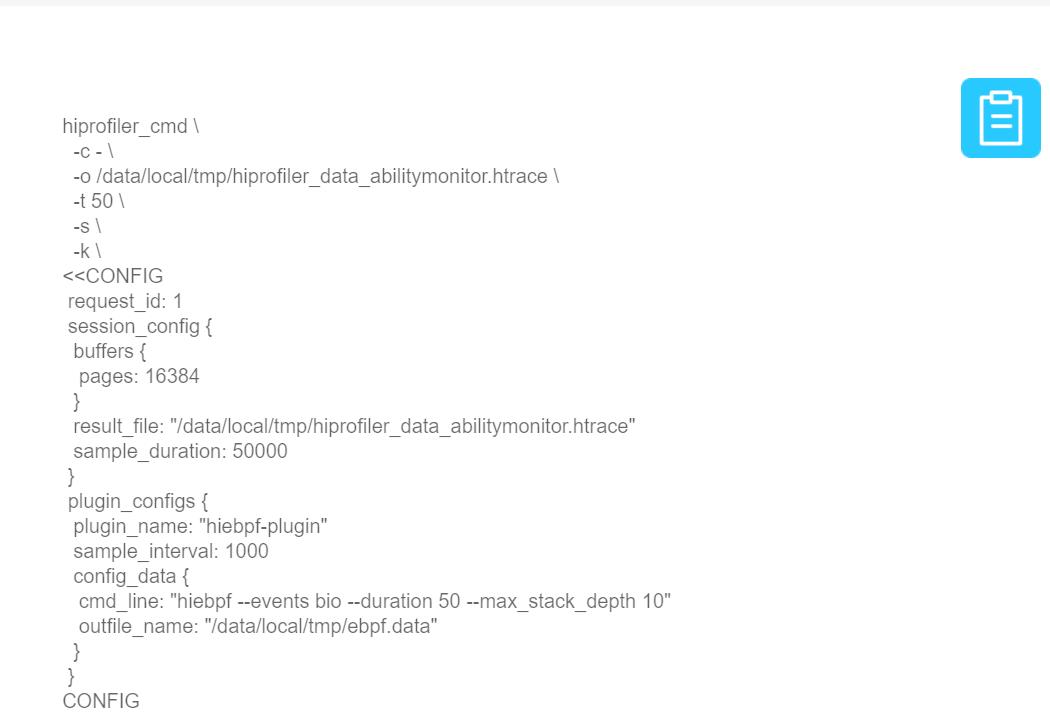 hiprofiler_cmd \
-c - \
-o /data/local/tmp/hiprofiler_data_abilitymonitor.htrace \
-t 50 \
-s \
-k \
<<CONFIG
request_id: 1
session_config {
buffers {
pages: 16384
}
result_file: "/data/local/tmp/hiprofiler_data_abilitymonitor.htrace"
sample_duration: 50000
}
plugin_configs {
plugin_name: "hiebpf-plugin"
sample_interval: 1000
config_data {
cmd_line: "hiebpf --events bio --duration 50 --max_stack_depth 10"
outfile_name: "/data/local/tmp/ebpf.data"
}
}
CONFIG